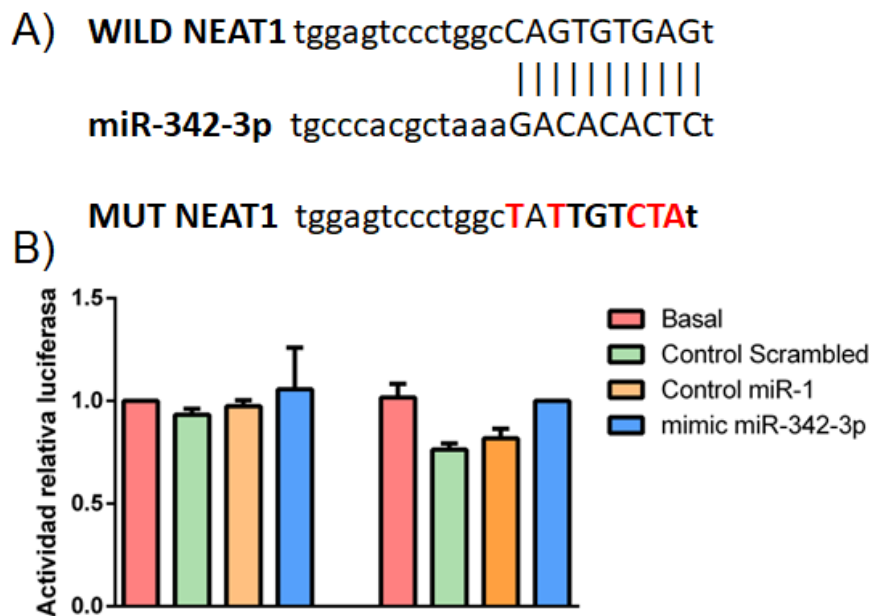 A) WILD NEAT1 tggagtccctggcCAGTGTGAGt
| | | | | | | | | | |
miR-342-3p tgcccacgctaaaGACACACTCt
MUT NEAT1 tggagtccctggcTATTGTCTAt
B)
Actividad relativa luciferasa
1.5
1.0
0.5
0.0
Basal
Control Scrambled
Control miR-1
mimic miR-342-3p